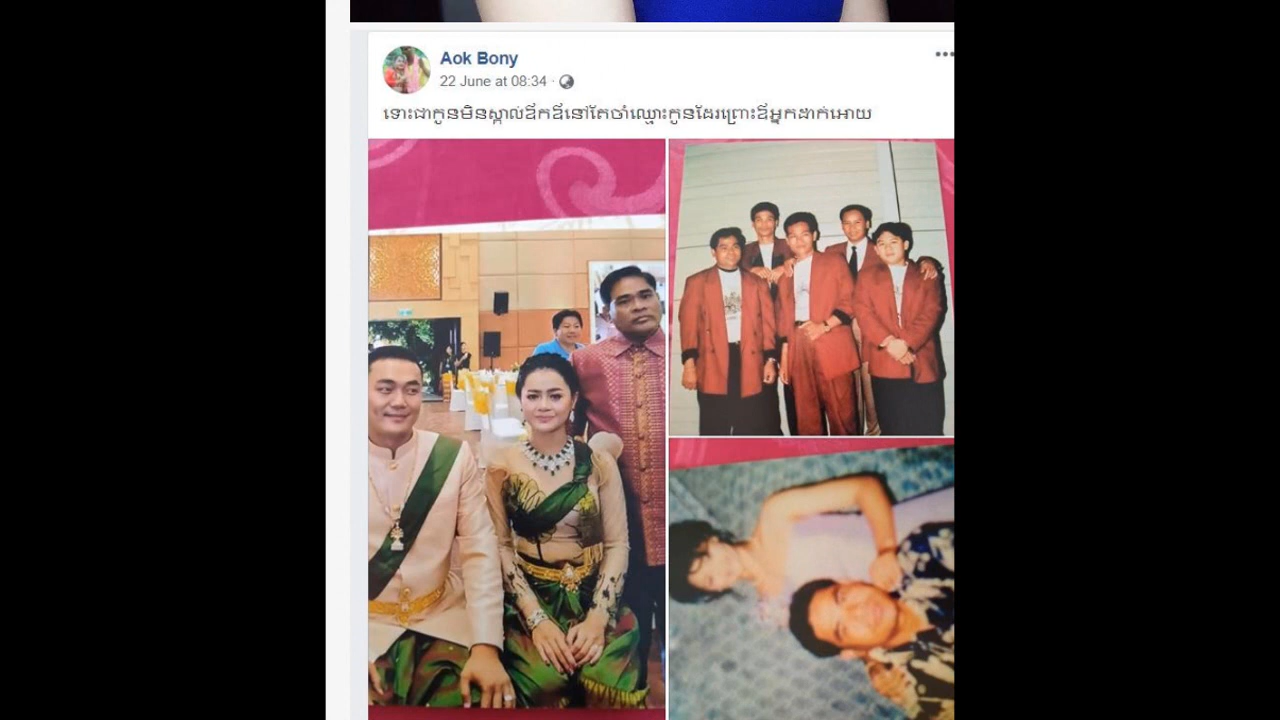 Aok Bony
22 June at 08:34
ទោះជាកូនមិនស្គាល់ឪក៏ឪនៅតែចាំឈ្មោះកូនដែរព្រោះឪអ្នកដាក់អោយ